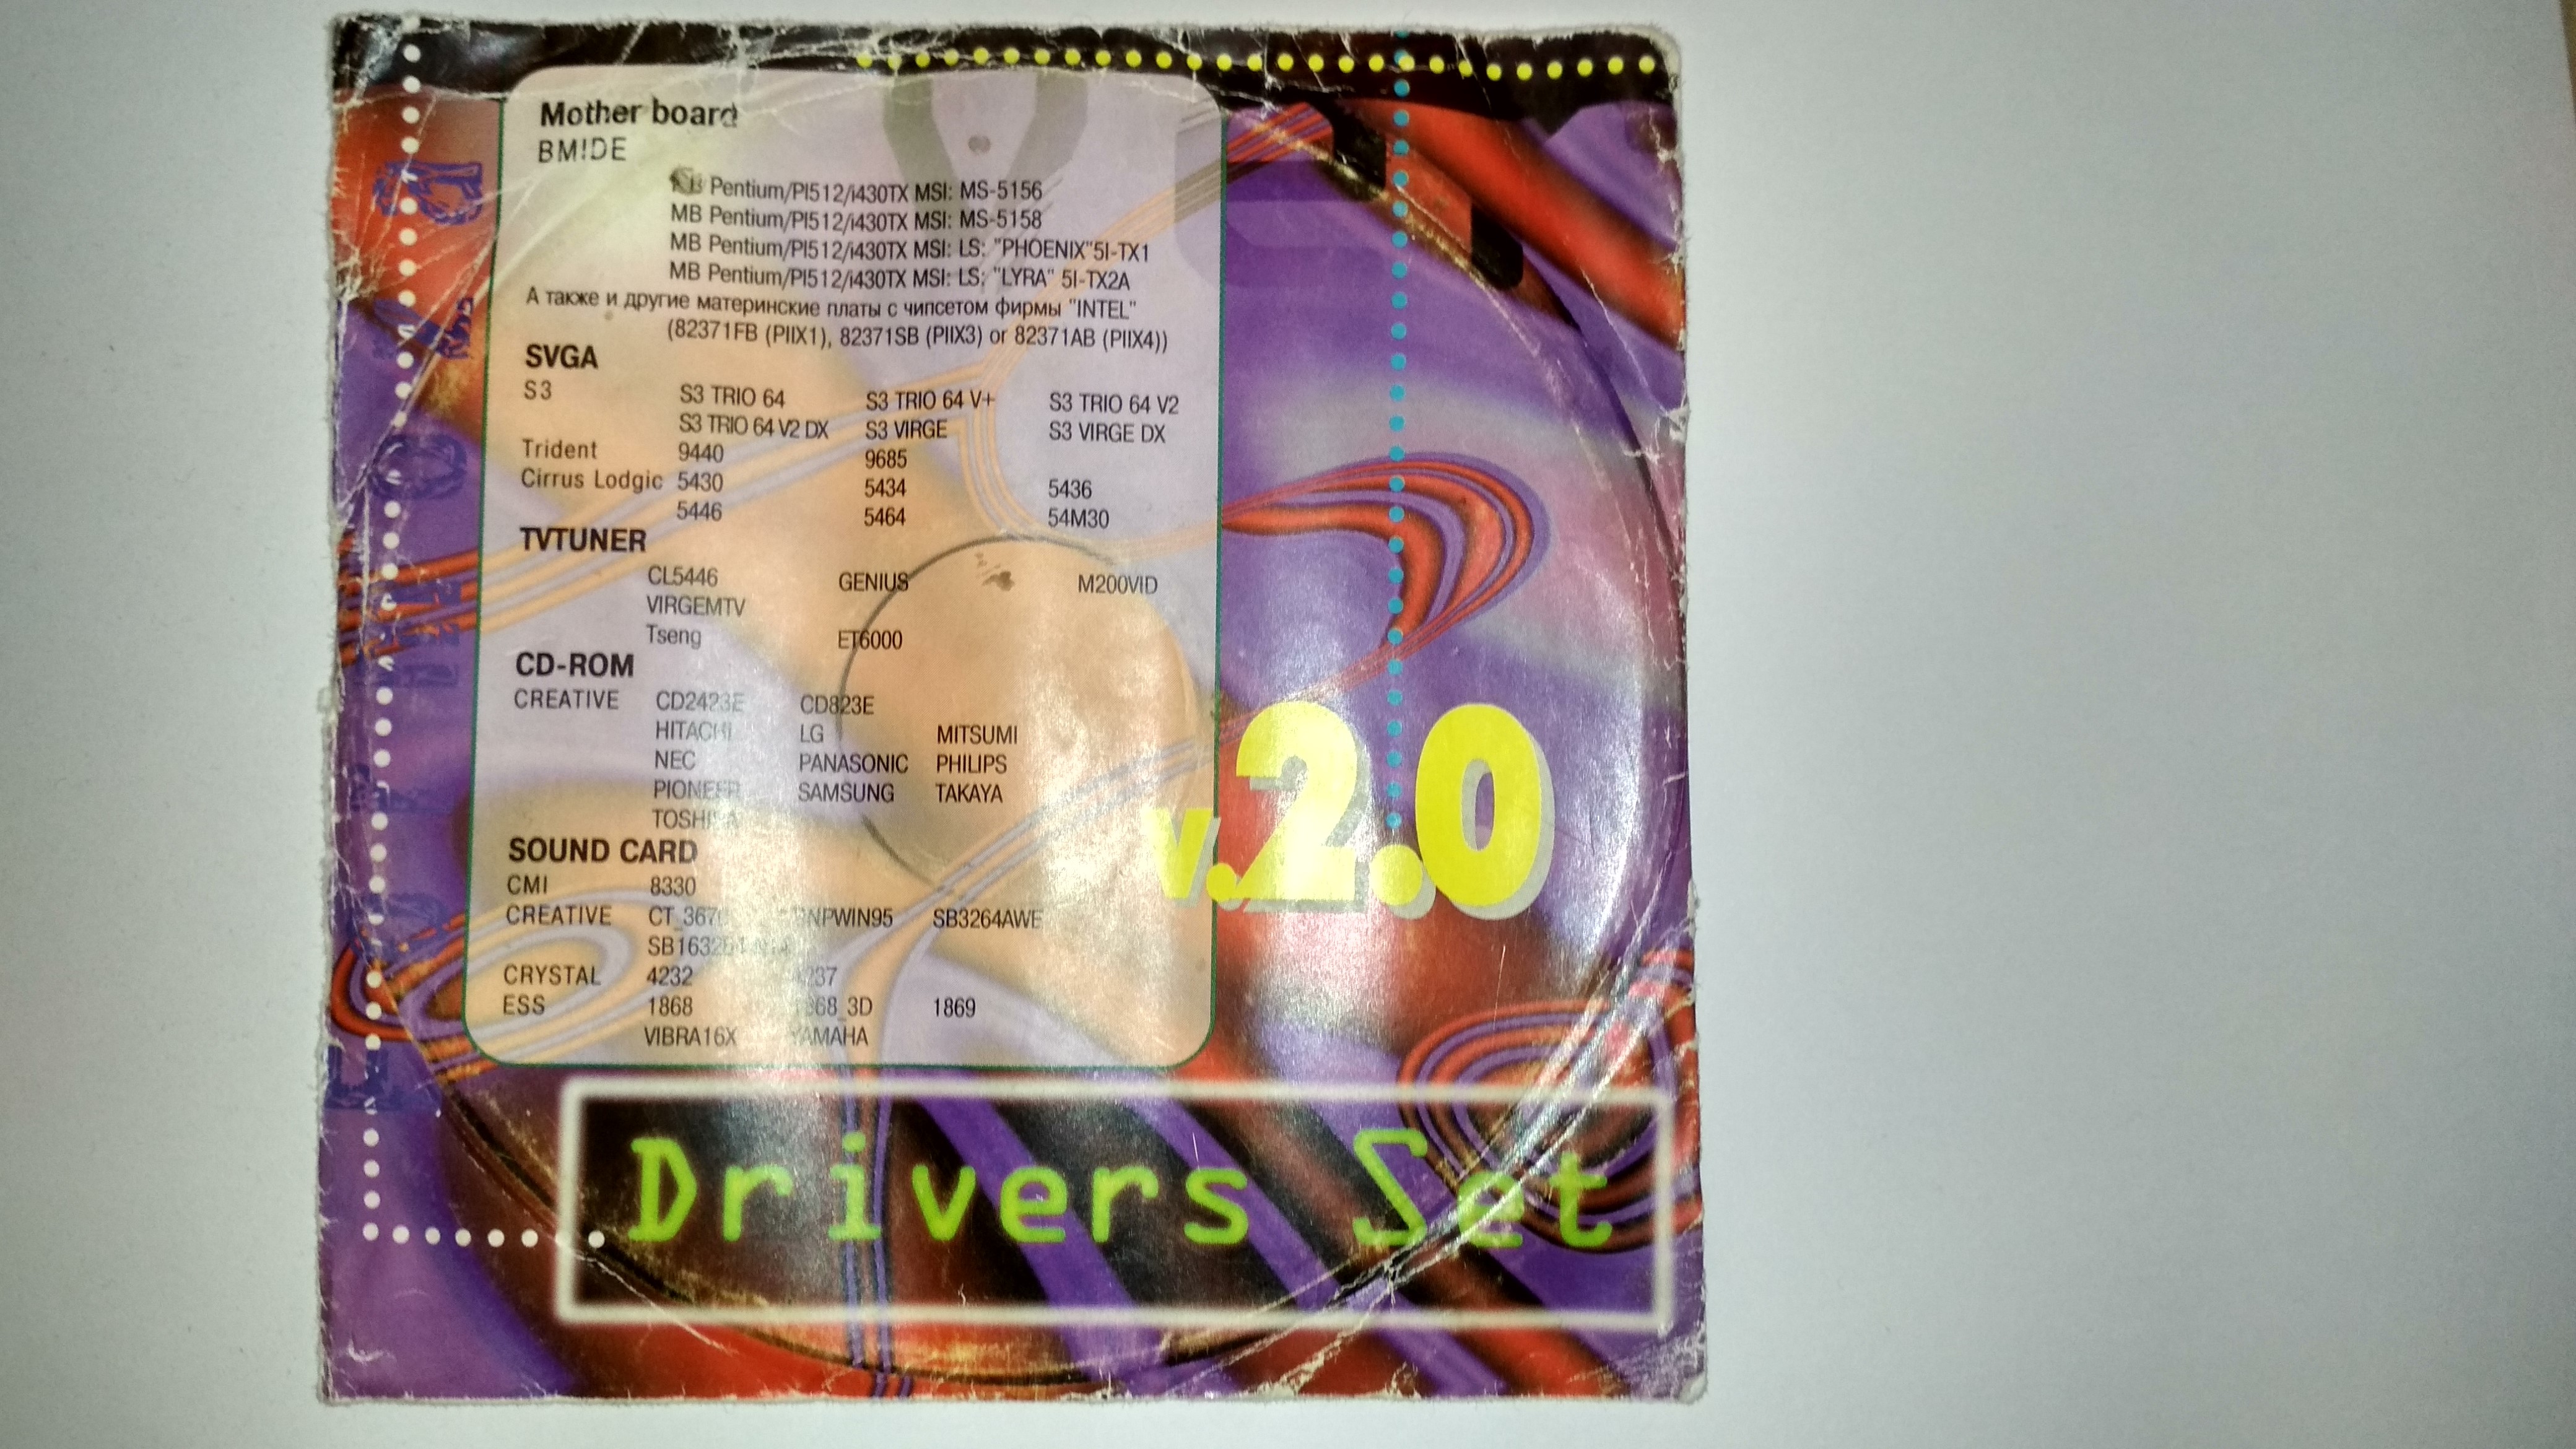 Mother board
BMIDE
MB Pentium/PI512/i430TX MSI: MS-5156
MB Pentium/PI512/i430TX MSI: MS-5158
MB Pentium/PI512/i430TX MSI: LS: "PHOENIX"5I-TX1
MB Pentium/PI512/i430TX MSI: LS: "LYRA" 5I-TX2A
А также и другие материнские платы с чипсетом фирмы "INTEL"
(82371FB (PIIX1), 82371SB (PIIX3) or 82371AB (PIIX4))
SVGA
S3 S3 TRIO 64 S3 TRIO 64 V+ S3 TRIO 64 V2
S3 TRIO 64 V2 DX S3 VIRGE S3 VIRGE DX
Trident 9440 9685
Cirrus Lodgic 5430 5434 5436
5446 5464 54M30
TVTUNER
CL5446 GENIUS M200VID
VIRGEMTV
Tseng ET6000
CD-ROM
CREATIVE CD2423E CD823E
HITACHI LG MITSUMI
NEC PANASONIC PHILIPS
PIONEER SAMSUNG TAKAYA
TOSHIBA
SOUND CARD
CMI 8330
CREATIVE SB3264AWE
CRYSTAL 4232
ESS 1868 1869
VIBRA16X YAMAHA
v.2.0
Drivers Set